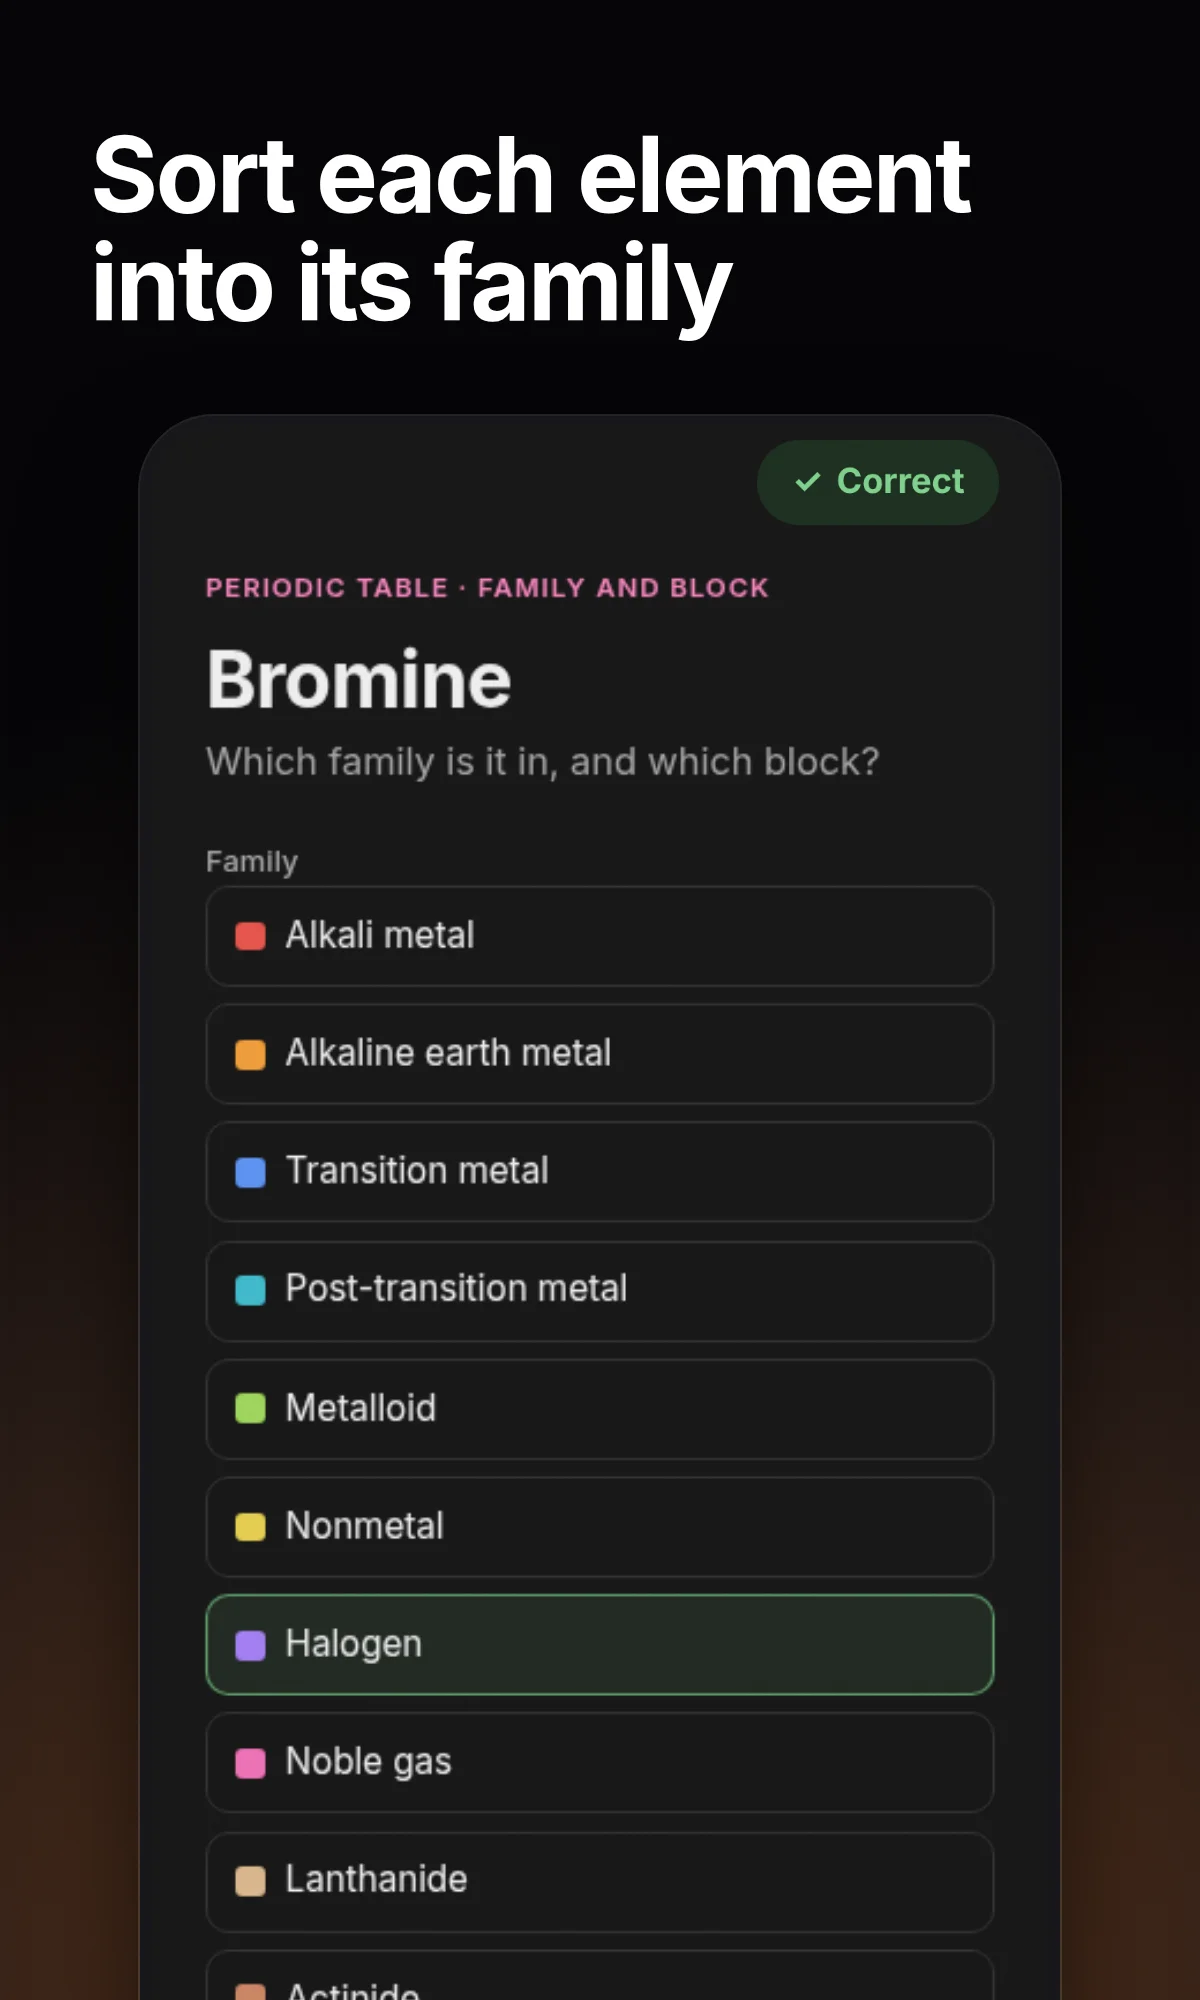 Sort each element
into its family
✓ Correct
PERIODIC TABLE · FAMILY AND BLOCK
Bromine
Which family is it in, and which block?
Family
Alkali metal
Alkaline earth metal
Transition metal
Post-transition metal
Metalloid
Nonmetal
Halogen
Noble gas
Lanthanide
Actinide